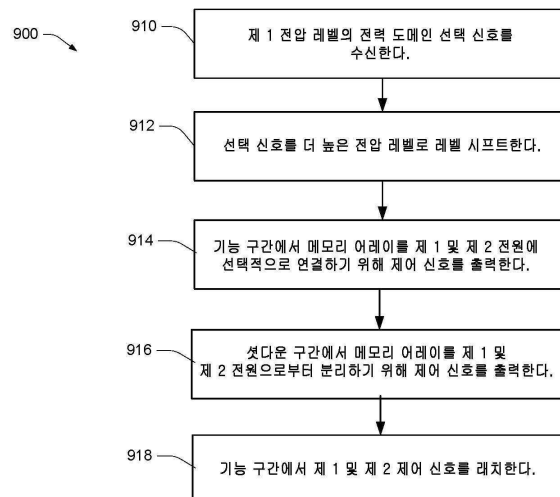 900
910
제 1 전압 레벨의 전력 도메인 선택 신호를
수신한다.
912
선택 신호를 더 높은 전압 레벨로 레벨 시프트한다.
914
기능 구간에서 메모리 어레이를 제 1 및 제 2 전원에
선택적으로 연결하기 위해 제어 신호를 출력한다.
916
셧다운 구간에서 메모리 어레이를 제 1 및
제 2 전원으로부터 분리하기 위해 제어 신호를 출력한다.
918
기능 구간에서 제 1 및 제 2 제어 신호를 래치한다.